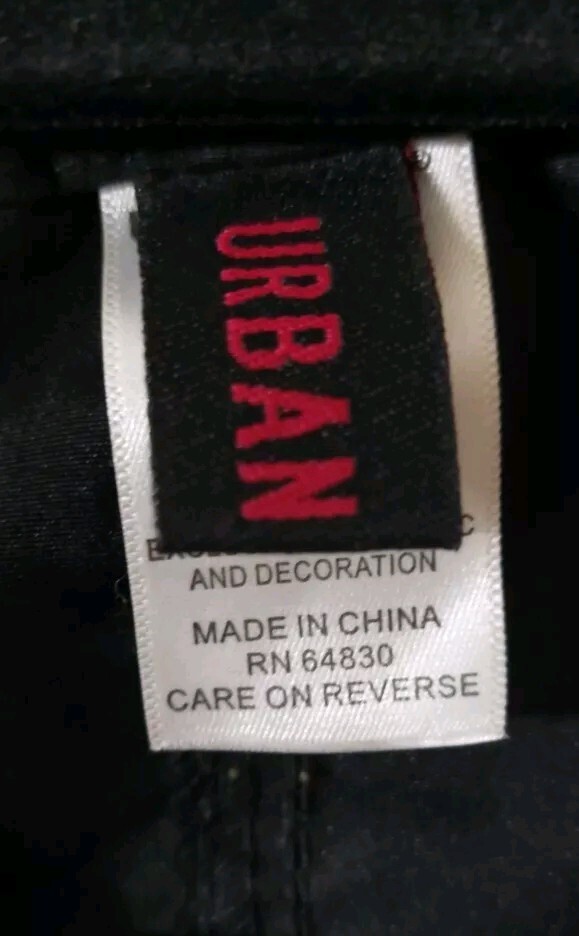 URBAN
AND DECORATION
MADE IN CHINA
RN 64830
CARE ON REVERSE